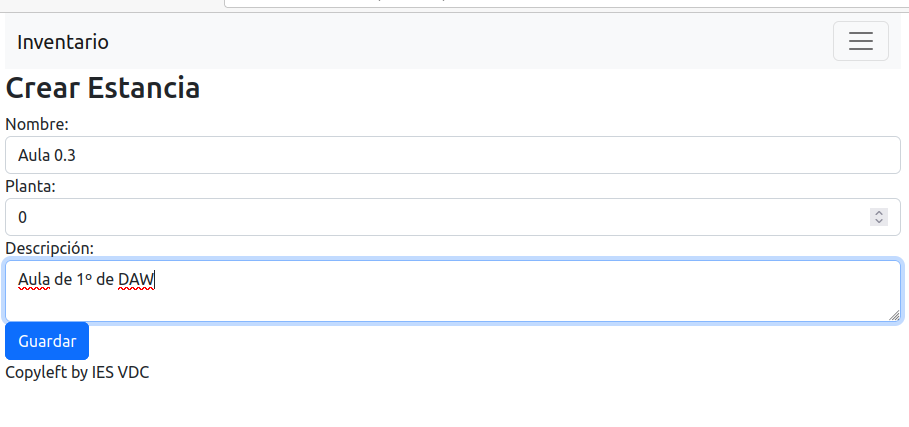 Inventario
Crear Estancia
Nombre:
Aula 0.3
Planta:
0
Descripción:
Aula de 1º de DAW
Guardar
Copyleft by IES VDC